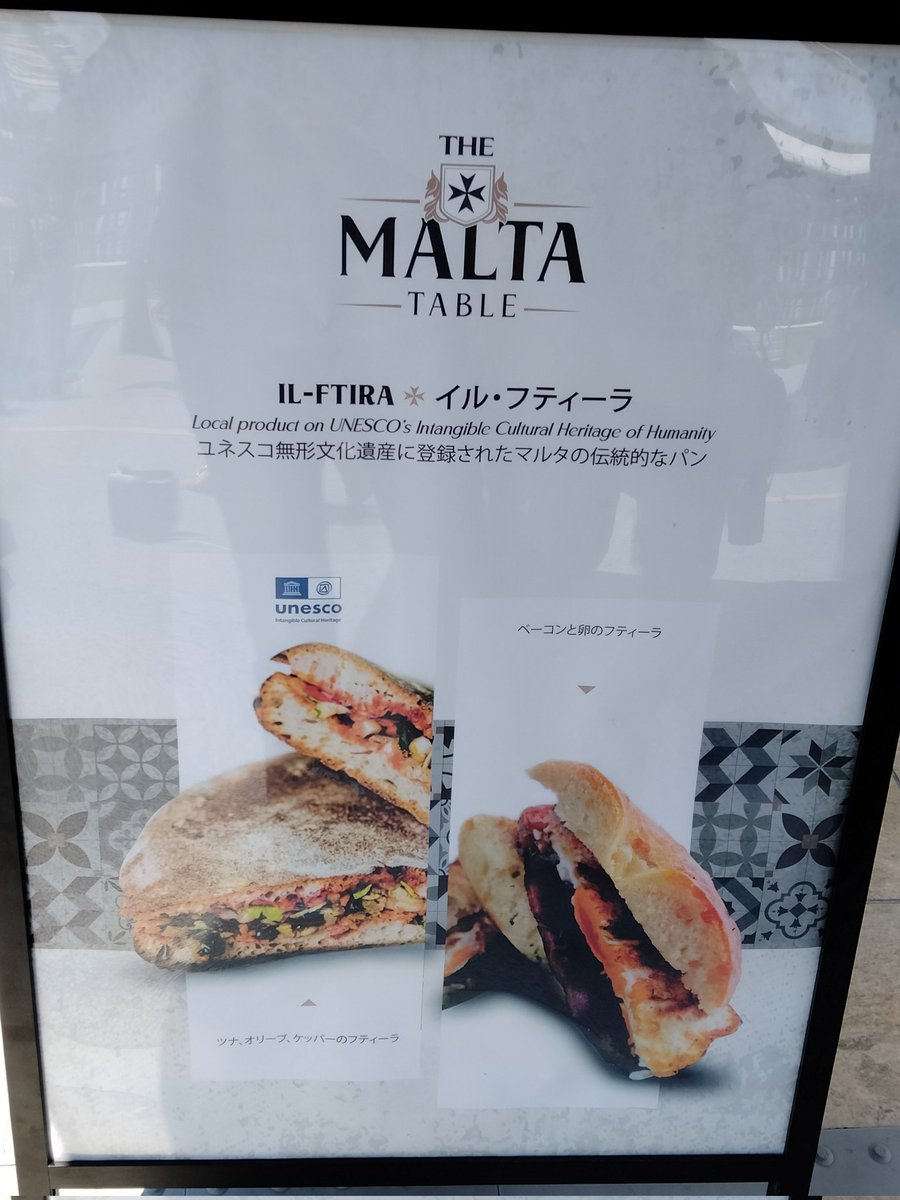 THE
MALTA
TABLE
IL-FTIRA イル・フティーラ
Local product on UNESCO's Intangible Cultural Heritage of Humanity
ユネスコ無形文化遺産に登録されたマルタの伝統的なパン
unesco
Intangible Cultural Heritage
ベーコンと卵のフティーラ
ツナ、オリーブ、ケッパーのフティーラ